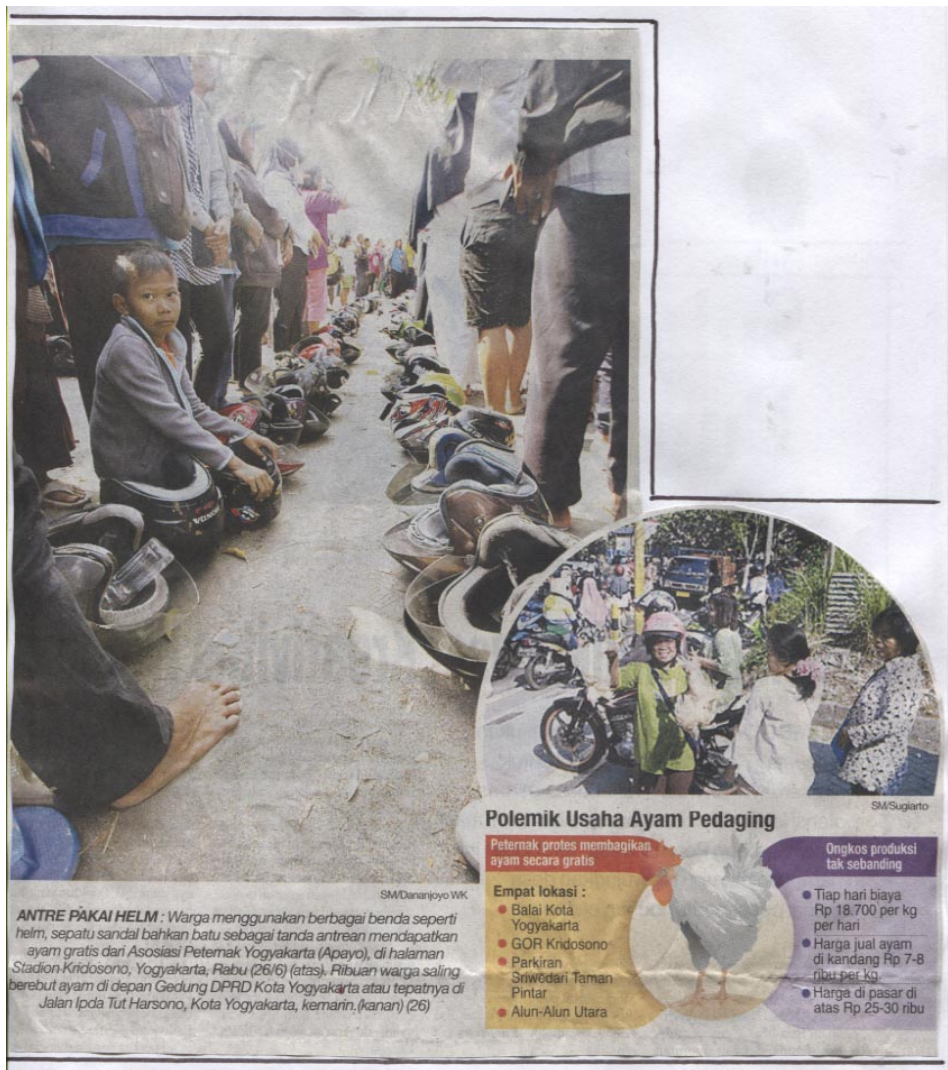 HONDA
SM/Dananjoyo WK
ANTRE PAKAI HELM : Warga menggunakan berbagai benda seperti
helm, sepatu sandal bahkan batu sebagai tanda antrean mendapatkan
ayam gratis dari Asosiasi Peternak Yogyakarta (Apayo), di halaman
Stadion Kridosono, Yogyakarta, Rabu (26/6) (atas). Ribuan warga saling
berebut ayam di depan Gedung DPRD Kota Yogyakarta atau tepatnya di
Jalan Ipda Tut Harsono, Kota Yogyakarta, kemarin.(kanan) (26)
SM/Sugiarto
Polemik Usaha Ayam Pedaging
Peternak protes membagikan
ayam secara gratis
Empat lokasi :
Balai Kota
Yogyakarta
GOR Kridosono
Parkiran
Sriwedari Taman
Pintar
Alun-Alun Utara
Ongkos produksi
tak sebanding
Tiap hari biaya
Rp 18.700 per kg
per hari
Harga jual ayam
di kandang Rp 7-8
ribu per kg
Harga di pasar di
atas Rp 25-30 ribu